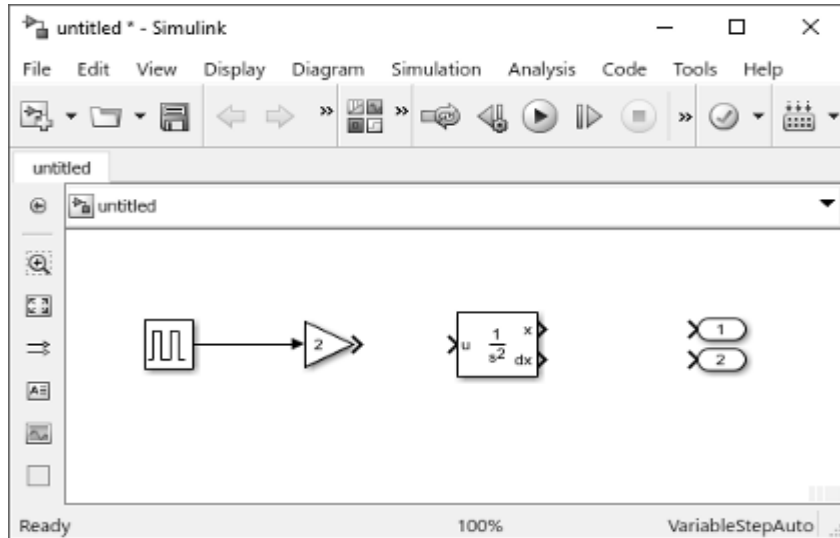 untitled * - Simulink
File Edit View Display Diagram Simulation Analysis Code Tools Help
» »  »
untitled
untitled
2
u 1 s2 x dx
1
2
A
Ready 100% VariableStepAuto